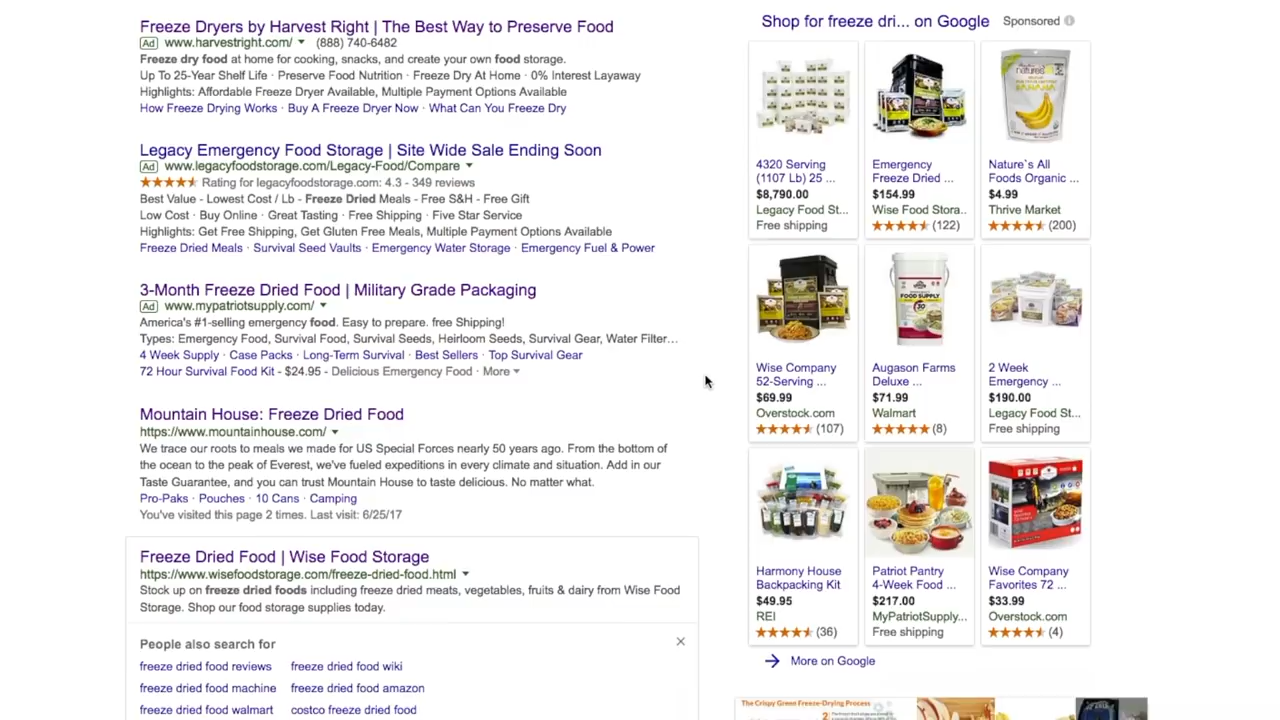 Freeze Dryers by Harvest Right | The Best Way to Preserve Food
Ad www.harvestright.com/ (888) 740-6482
Freeze dry food at home for cooking, snacks, and create your own food storage.
Up To 25-Year Shelf Life · Preserve Food Nutrition · Freeze Dry At Home · 0% Interest Layaway
Highlights: Affordable Freeze Dryer Available, Multiple Payment Options Available
How Freeze Drying Works · Buy A Freeze Dryer Now · What Can You Freeze Dry
Legacy Emergency Food Storage | Site Wide Sale Ending Soon
Ad www.legacyfoodstorage.com/Legacy-Food/Compare
Rating for legacyfoodstorage.com: 4.3 - 349 reviews
Best Value - Lowest Cost / Lb - Freeze Dried Meals - Free S&H - Free Gift
Low Cost · Buy Online · Great Tasting · Free Shipping · Five Star Service
Highlights: Get Free Shipping, Get Gluten Free Meals, Multiple Payment Options Available
Freeze Dried Meals · Survival Seed Vaults · Emergency Water Storage · Emergency Fuel & Power
3-Month Freeze Dried Food | Military Grade Packaging
Ad www.mypatriotsupply.com/
America's #1-selling emergency food. Easy to prepare. free Shipping!
Types: Emergency Food, Survival Food, Survival Seeds, Heirloom Seeds, Survival Gear, Water Filter…
4 Week Supply · Case Packs · Long-Term Survival · Best Sellers · Top Survival Gear
72 Hour Survival Food Kit - $24.95 - Delicious Emergency Food · More
Mountain House: Freeze Dried Food
https://www.mountainhouse.com/
We trace our roots to meals we made for US Special Forces nearly 50 years ago. From the bottom of
the ocean to the peak of Everest, we've fueled expeditions in every climate and situation. Add in our
Taste Guarantee, and you can trust Mountain House to taste delicious. No matter what.
Pro-Paks · Pouches · 10 Cans · Camping
You've visited this page 2 times. Last visit: 6/25/17
Freeze Dried Food | Wise Food Storage
https://www.wisefoodstorage.com/freeze-dried-food.html
Stock up on freeze dried foods including freeze dried meats, vegetables, fruits & dairy from Wise Food
Storage. Shop our food storage supplies today.
People also search for
freeze dried food reviews freeze dried food wiki
freeze dried food machine freeze dried food amazon
freeze dried food walmart costco freeze dried food
Shop for freeze dri... on Google Sponsored
4320 Serving
(1107 Lb) 25 ...
$8,790.00
Legacy Food St...
Free shipping
Emergency
Freeze Dried ...
$154.99
Wise Food Stora..
(122)
Nature`s All
Foods Organic ...
$4.99
Thrive Market
(200)
FOOD SUPPLY
30
Wise Company
52-Serving ...
$69.99
Overstock.com
(107)
Augason Farms
Deluxe ...
$71.99
Walmart
(8)
2 Week
Emergency ...
$190.00
Legacy Food St...
Free shipping
Harmony House
Backpacking Kit
$49.95
REI
(36)
Patriot Pantry
4-Week Food ...
$217.00
MyPatriotSupply...
Free shipping
Wise Company
Favorites 72 ...
$33.99
Overstock.com
(4)
More on Google
The Crispy Green Freeze-Drying Process